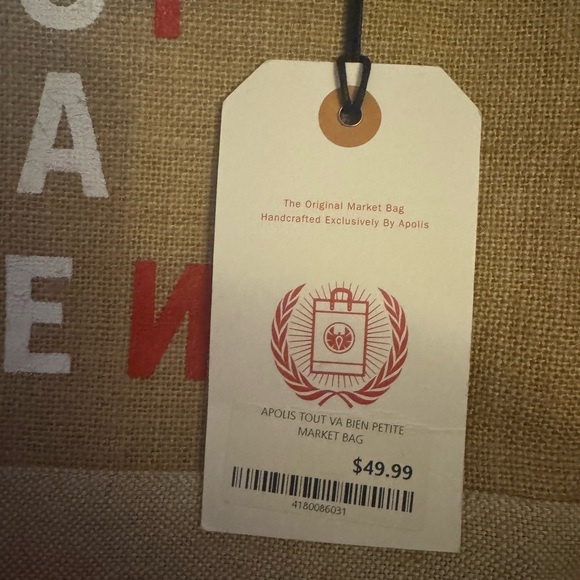 A
E N
The Original Market Bag
Handcrafted Exclusively By Apolis
APOLIS TOUT VA BIEN PETITE
MARKET BAG
$49.99
4180086031